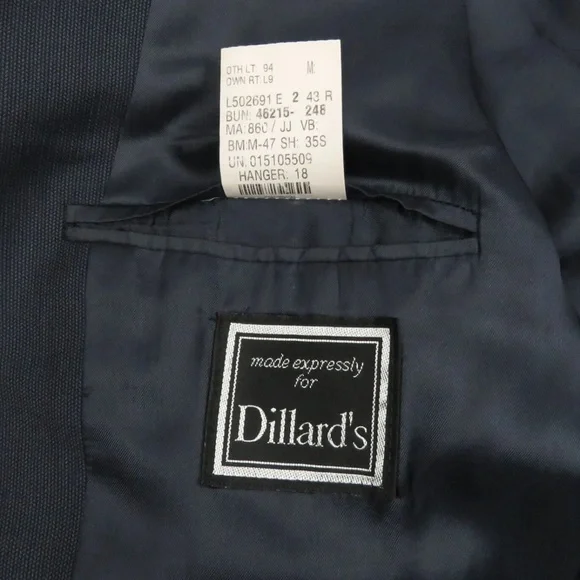 OTH LT: 94 M:
OWN RT: L9
L502691 E 2 43 R
BUN: 46215- 246
MA:860 / JJ VB:
BM:M-47 SH: 35S
UN: 015105509
HANGER: 18
made expressly
for
Dillard's